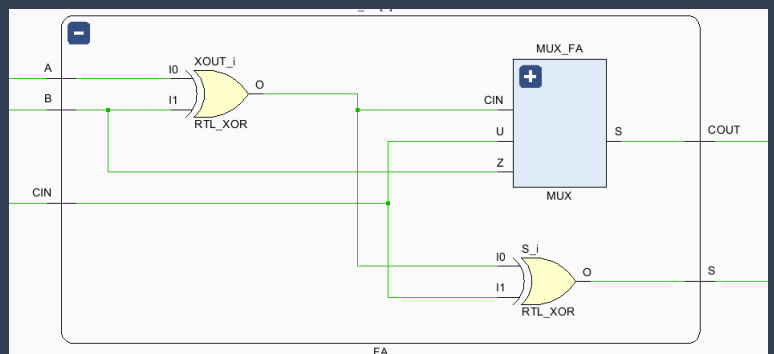 A
B
CIN
XOUT_i
I0
I1
O
RTL_XOR
MUX_FA
CIN
U
Z
S
MUX
COUT
S_i
I0
I1
O
RTL_XOR
S
FA